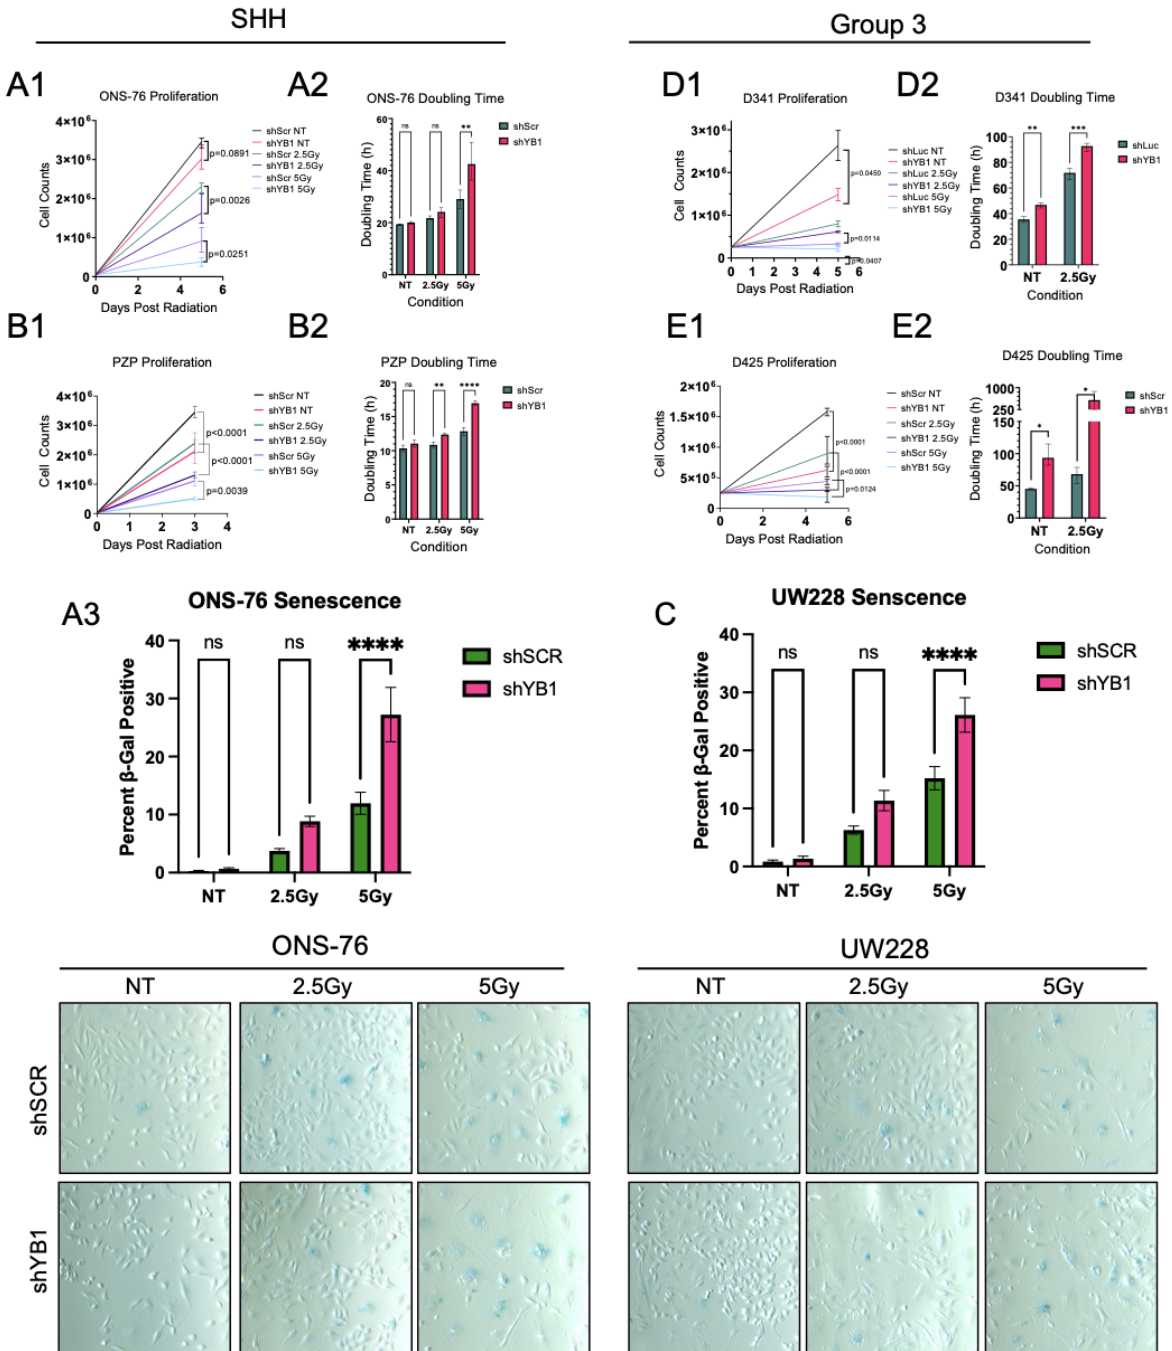 SHH
Group 3
A1
ONS-76 Proliferation
Cell Counts
4×10⁶
3×10⁶
2×10⁶
1×10⁶
0
0 2 4 6
Days Post Radiation
shScr NT
shYB1 NT
shScr 2.5Gy
shYB1 2.5Gy
shScr 5Gy
shYB1 5Gy
p=0.0891
p=0.0026
p=0.0251
A2
ONS-76 Doubling Time
Doubling Time (h)
60
40
20
0
ns ns **
NT 2.5Gy 5Gy
Condition
shScr
shYB1
D1
D341 Proliferation
Cell Counts
3×10⁶
2×10⁶
1×10⁶
0
0 1 2 3 4 5 6
Days Post Radiation
shLuc NT
shYB1 NT
shLuc 2.5Gy
shYB1 2.5Gy
shLuc 5Gy
shYB1 5Gy
p=0.0450
p=0.0114
p=0.0407
D2
D341 Doubling Time
Doubling Time (h)
100
80
60
40
20
0
** ***
NT 2.5Gy
Condition
shLuc
shYB1
B1
PZP Proliferation
Cell Counts
4×10⁶
3×10⁶
2×10⁶
1×10⁶
0
0 1 2 3 4
Days Post Radiation
shScr NT
shYB1 NT
shScr 2.5Gy
shYB1 2.5Gy
shScr 5Gy
shYB1 5Gy
p<0.0001
p<0.0001
p=0.0039
B2
PZP Doubling Time
Doubling Time (h)
20
15
10
5
0
ns ** ****
NT 2.5Gy 5Gy
Condition
shScr
shYB1
E1
D425 Proliferation
Cell Counts
2×10⁶
1.5×10⁶
1×10⁶
5×10⁵
0
0 2 4 6
Days Post Radiation
shScr NT
shYB1 NT
shScr 2.5Gy
shYB1 2.5Gy
shScr 5Gy
shYB1 5Gy
p<0.0001
p<0.0001
p=0.0124
E2
D425 Doubling Time
Doubling Time (h)
1000
250
150
100
50
0
* *
NT 2.5Gy
Condition
shScr
shYB1
A3
ONS-76 Senescence
Percent β-Gal Positive
40
30
20
10
0
ns ns ****
NT 2.5Gy 5Gy
shSCR
shYB1
C
UW228 Senscence
Percent β-Gal Positive
40
30
20
10
0
ns ns ****
NT 2.5Gy 5Gy
shSCR
shYB1
ONS-76
UW228
NT 2.5Gy 5Gy
NT 2.5Gy 5Gy
shSCR
shYB1